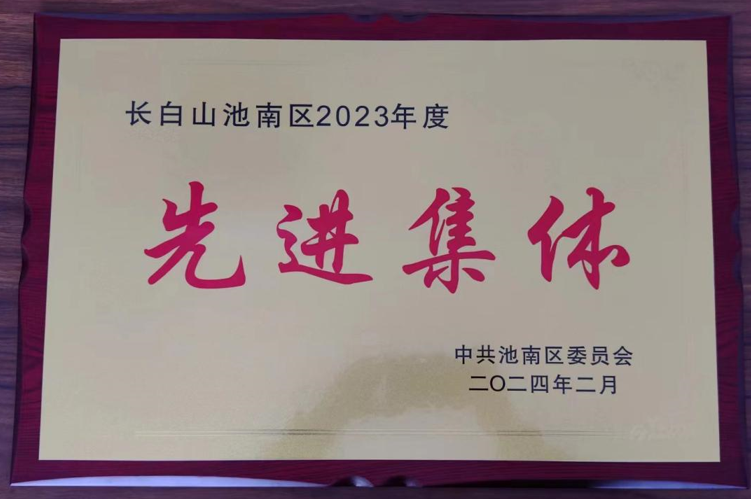 长白山池南区2023年度
先进集体
中共池南区委员会
二〇二四年二月